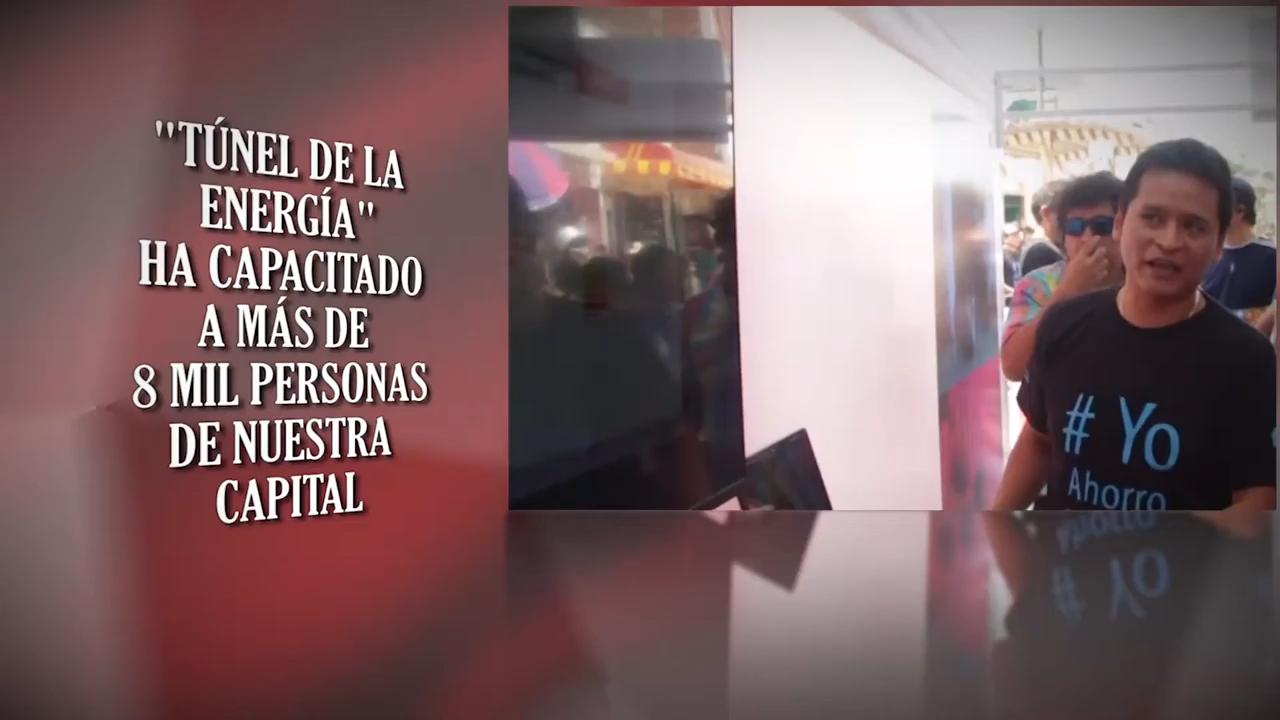 "TÚNEL DE LA
ENERGÍA"
HA CAPACITADO
A MÁS DE
8 MIL PERSONAS
DE NUESTRA
CAPITAL
# Yo
Ahorro